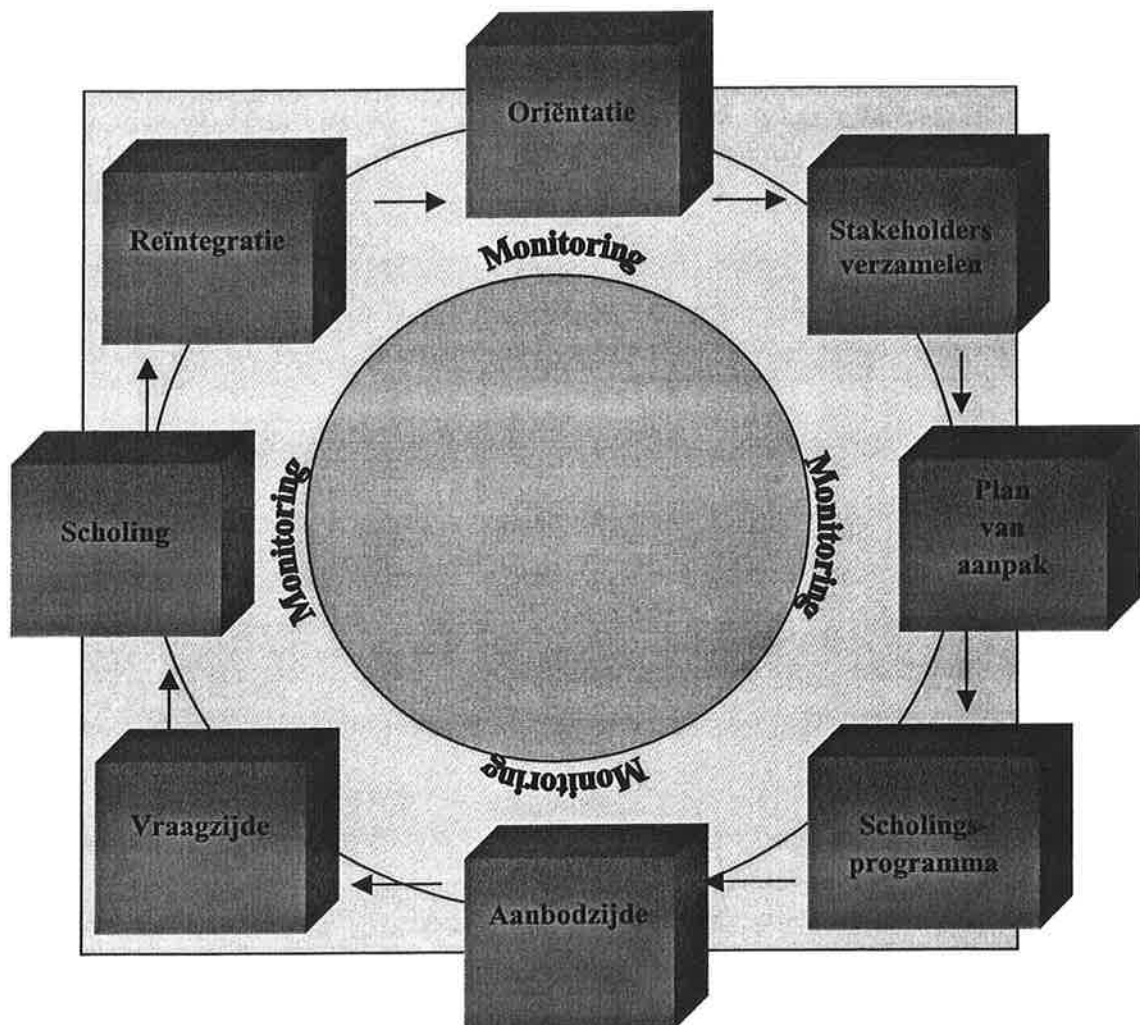 Oriëntatie
Reïntegratie
Stakeholders
verzamelen
Monitoring
Scholing
Monitoring
Monitoring
Plan
van
aanpak
Monitoring
Vraagzijde
Aanbodzijde
Scholings-
programma